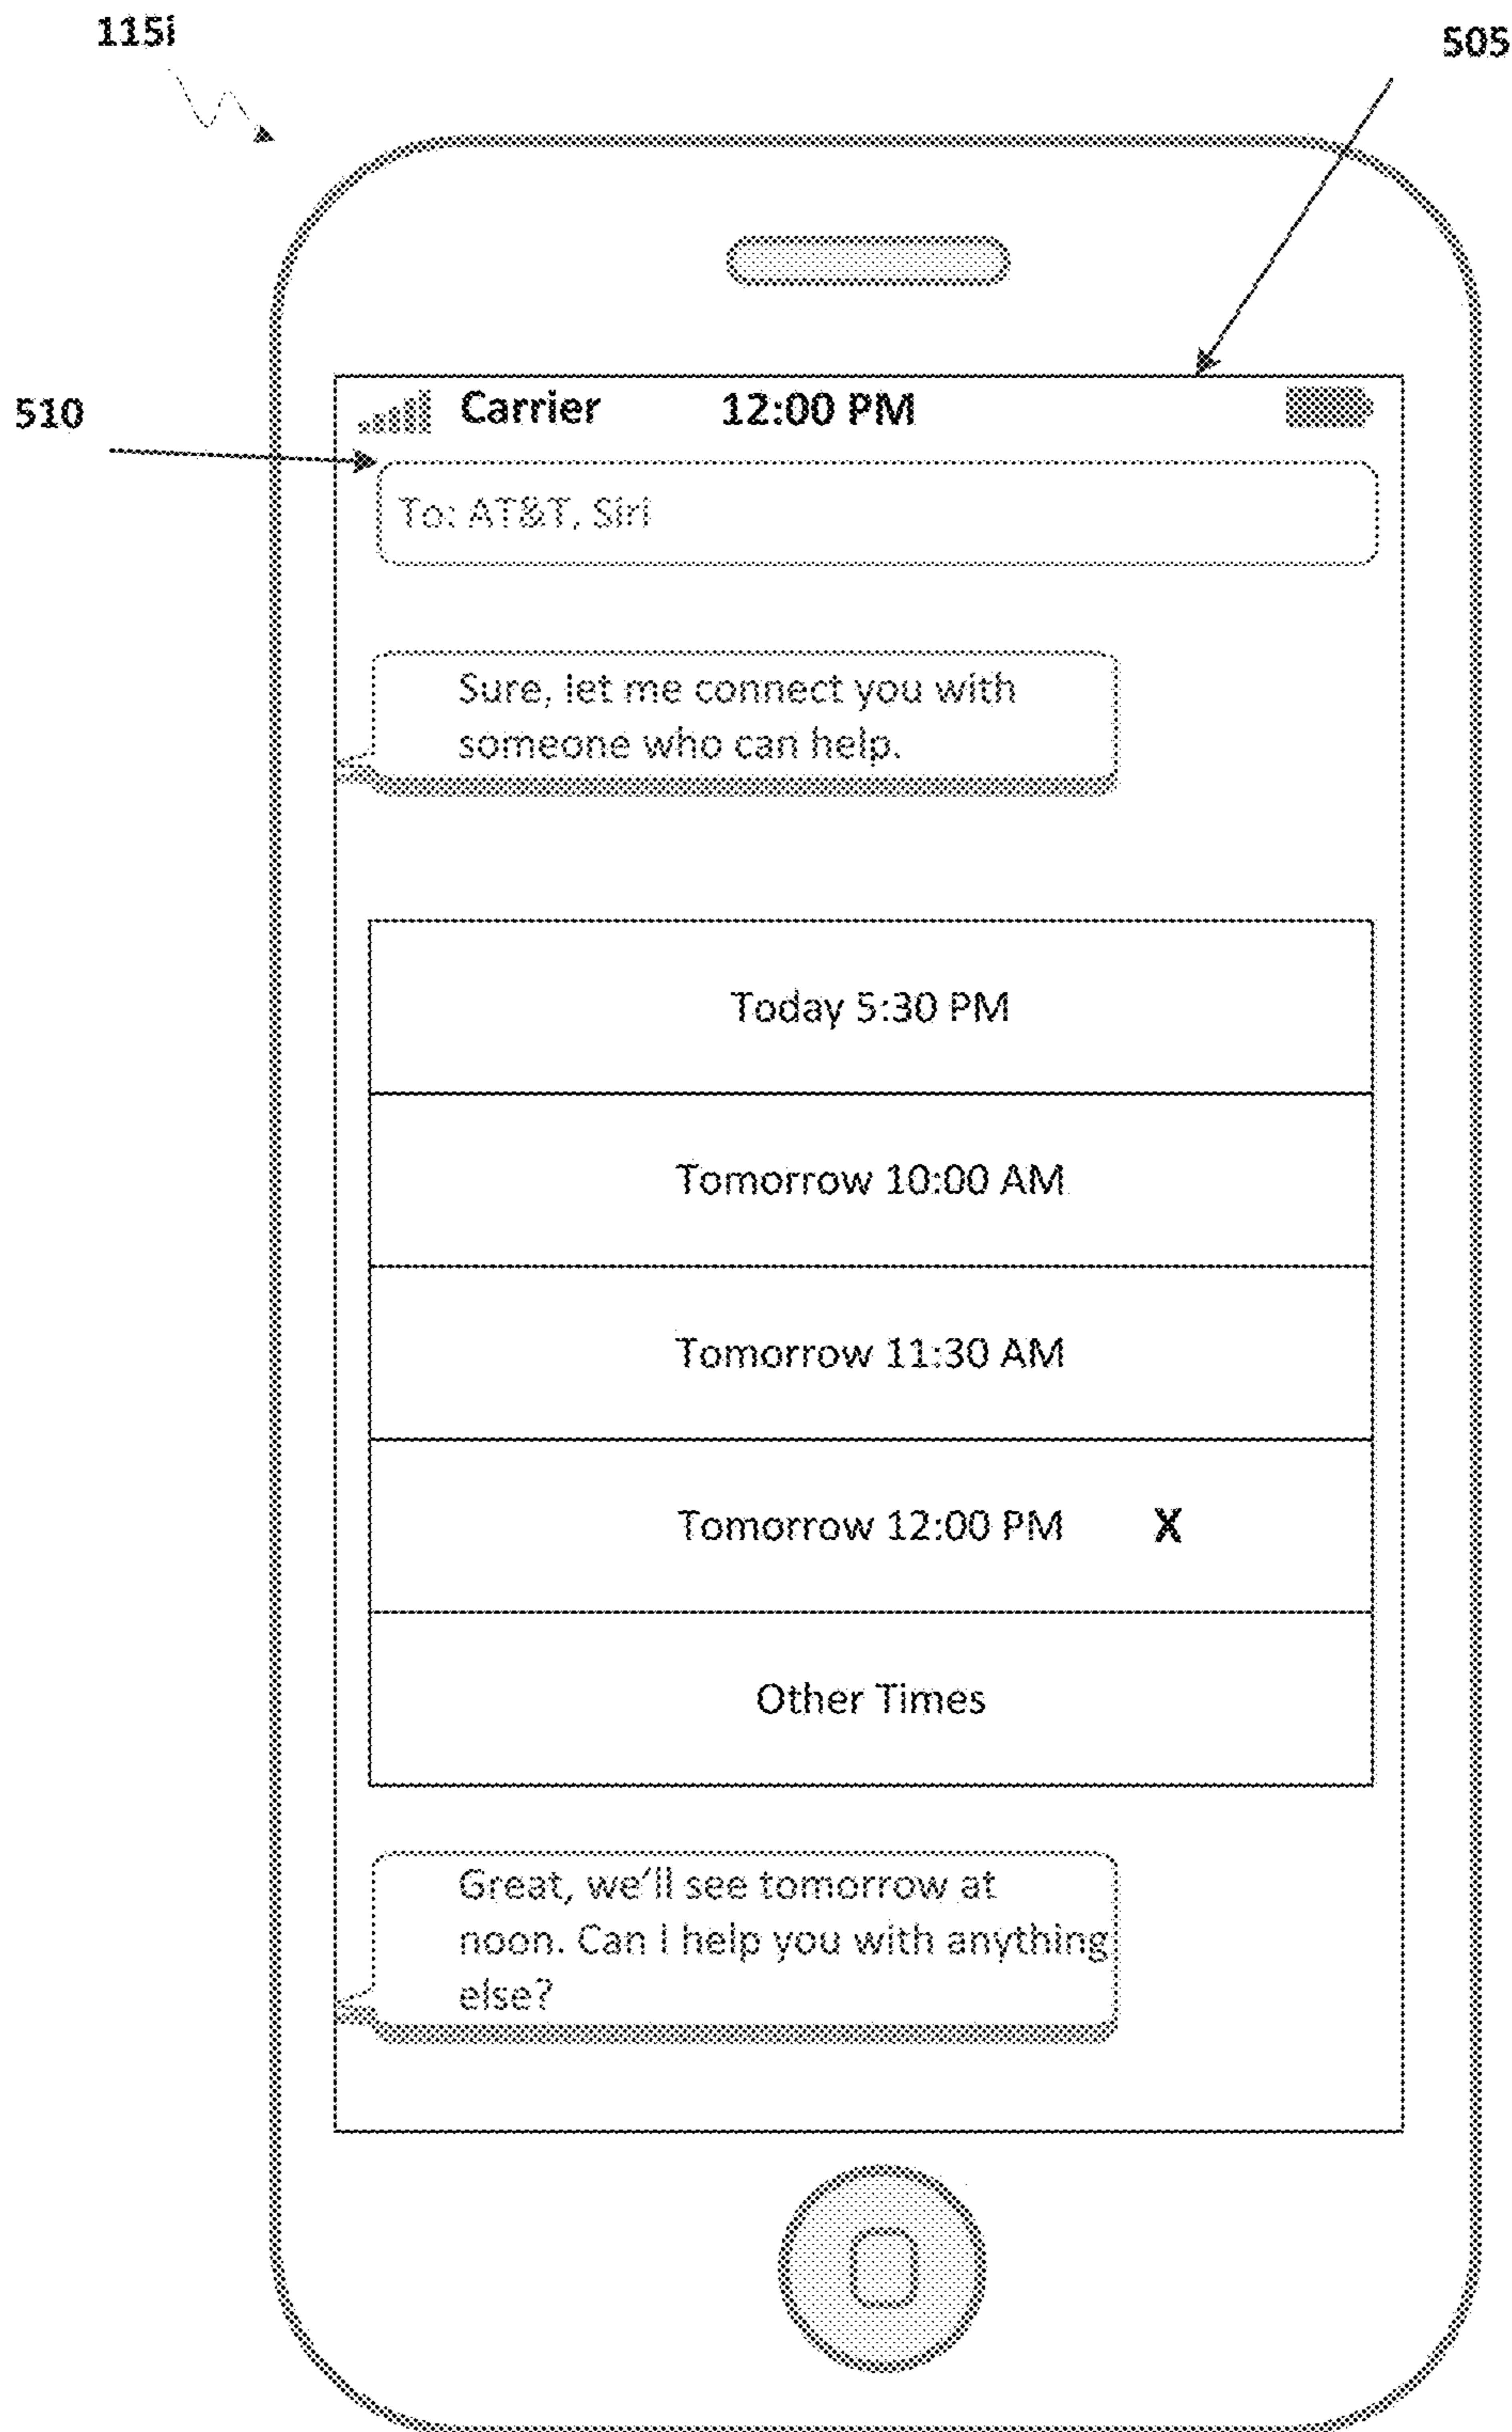 115i
505
510
Carrier 12:00 PM
To: AT&T, Siri
Sure, let me connect you with
someone who can help.
Today 5:30 PM
Tomorrow 10:00 AM
Tomorrow 11:30 AM
Tomorrow 12:00 PM X
Other Times
Great, we'll see tomorrow at
noon. Can I help you with anything
else?